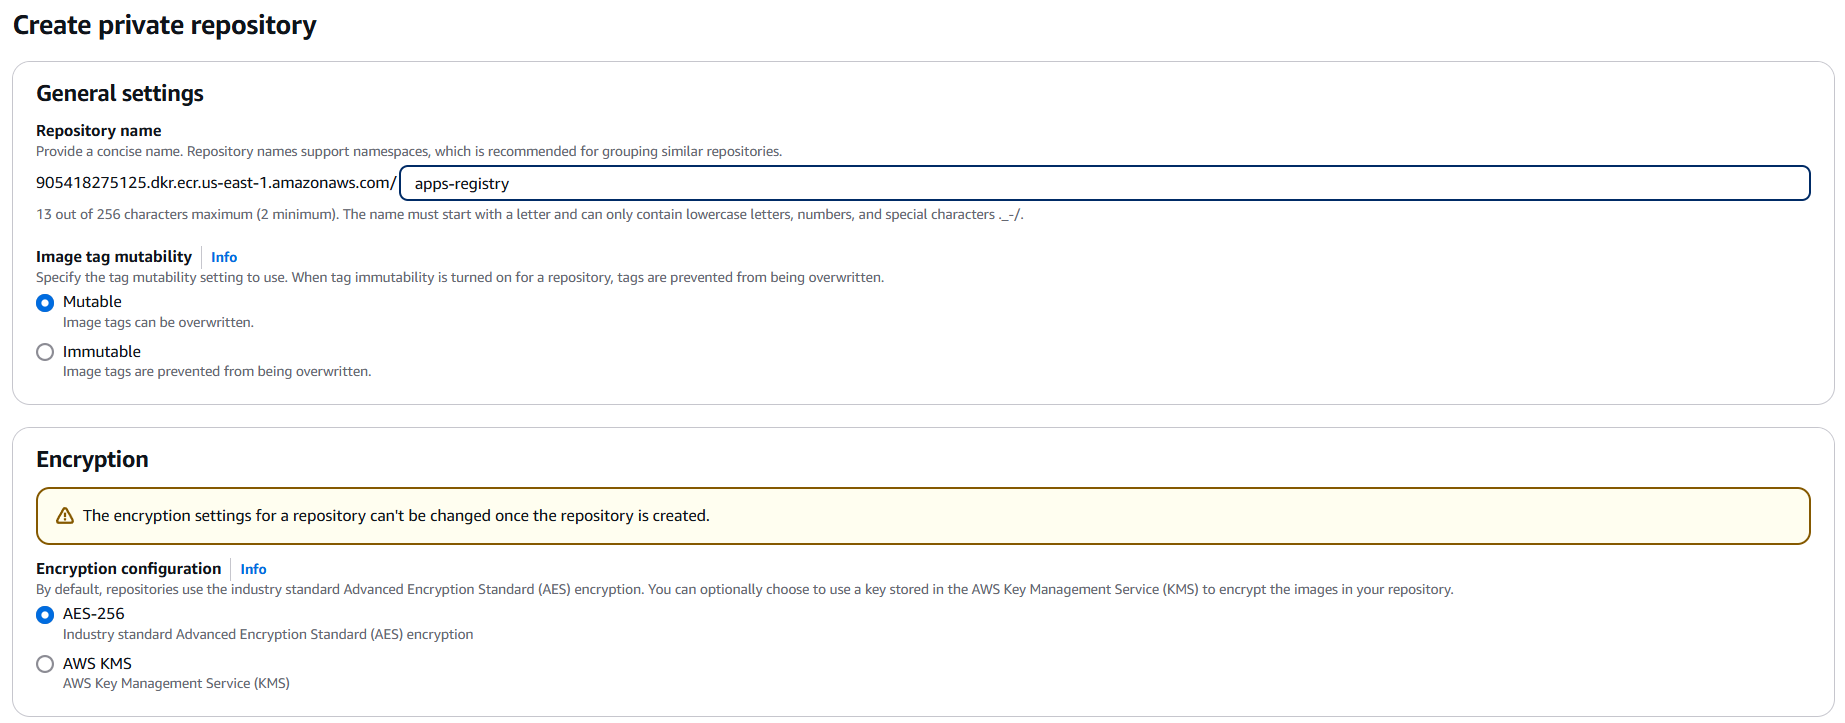 Create private repository
General settings
Repository name
Provide a concise name. Repository names support namespaces, which is recommended for grouping similar repositories.
905418275125.dkr.ecr.us-east-1.amazonaws.com/ apps-registry
13 out of 256 characters maximum (2 minimum). The name must start with a letter and can only contain lowercase letters, numbers, and special characters ._-/.
Image tag mutability Info
Specify the tag mutability setting to use. When tag immutability is turned on for a repository, tags are prevented from being overwritten.
Mutable
Image tags can be overwritten.
Immutable
Image tags are prevented from being overwritten.
Encryption
The encryption settings for a repository can't be changed once the repository is created.
Encryption configuration Info
By default, repositories use the industry standard Advanced Encryption Standard (AES) encryption. You can optionally choose to use a key stored in the AWS Key Management Service (KMS) to encrypt the images in your repository.
AES-256
Industry standard Advanced Encryption Standard (AES) encryption
AWS KMS
AWS Key Management Service (KMS)